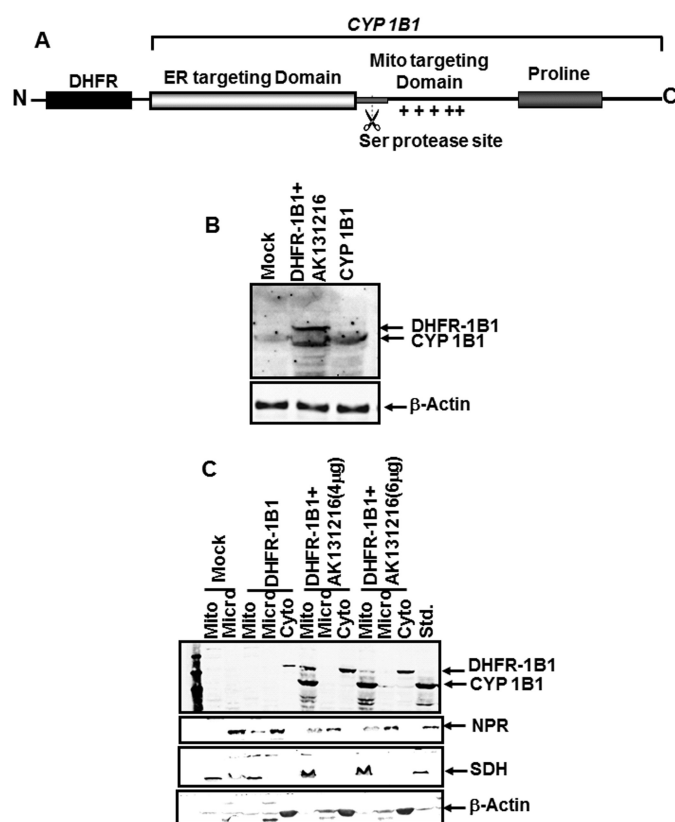 A
CYP 1B1
DHFR
ER targeting Domain
Mito targeting
Domain
Proline
N
C
+ + + ++
Ser protease site
B
Mock
DHFR-1B1+
AK131216
CYP 1B1
DHFR-1B1
CYP 1B1
β-Actin
C
Mock
DHFR-1B1
DHFR-1B1+
AK131216(4µg)
DHFR-1B1+
AK131216(6µg)
Mito
Micro
Mito
Micro
Cyto
Mito
Micro
Cyto
Mito
Micro
Cyto
Std.
DHFR-1B1
CYP 1B1
NPR
SDH
β-Actin